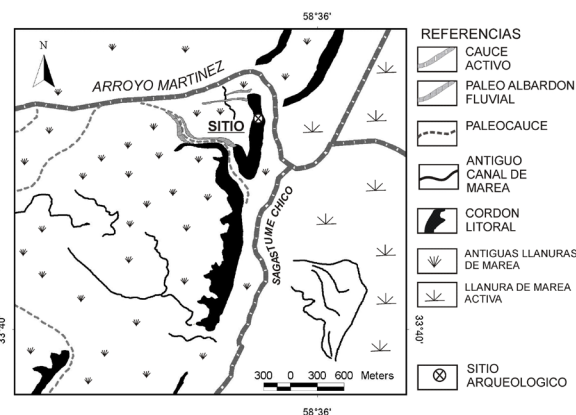 58°36'
N
ARROYO MARTINEZ
SITIO
SAGASTUME CHICO
33°40
33°40'
300 0 300 600 Meters
58°36'
REFERENCIAS
CAUCE
ACTIVO
PALEO ALBARDON
FLUVIAL
PALEOCAUCE
ANTIGUO
CANAL DE
MAREA
CORDON
LITORAL
ANTIGUAS LLANURAS
DE MAREA
LLANURA DE MAREA
ACTIVA
SITIO
ARQUEOLOGICO